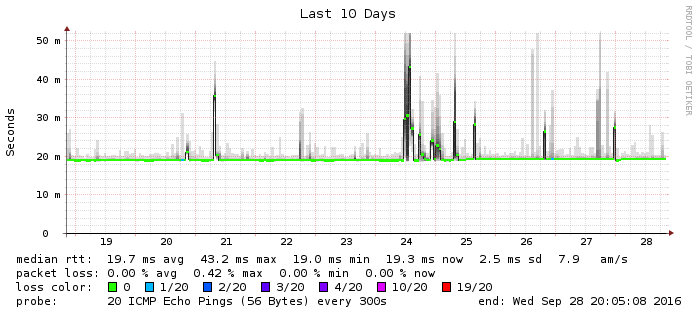 Last 10 Days
RRDTOOL / TOBI OETIKER
Seconds
50 m
40 m
30 m
20 m
10 m
0
19 20 21 22 23 24 25 26 27 28
median rtt: 19.7 ms avg 43.2 ms max 19.0 ms min 19.3 ms now 2.5 ms sd 7.9 am/s
packet loss: 0.00 % avg 0.42 % max 0.00 % min 0.00 % now
loss color: 0 1/20 2/20 3/20 4/20 10/20 19/20
probe: 20 ICMP Echo Pings (56 Bytes) every 300s end: Wed Sep 28 20:05:08 2016